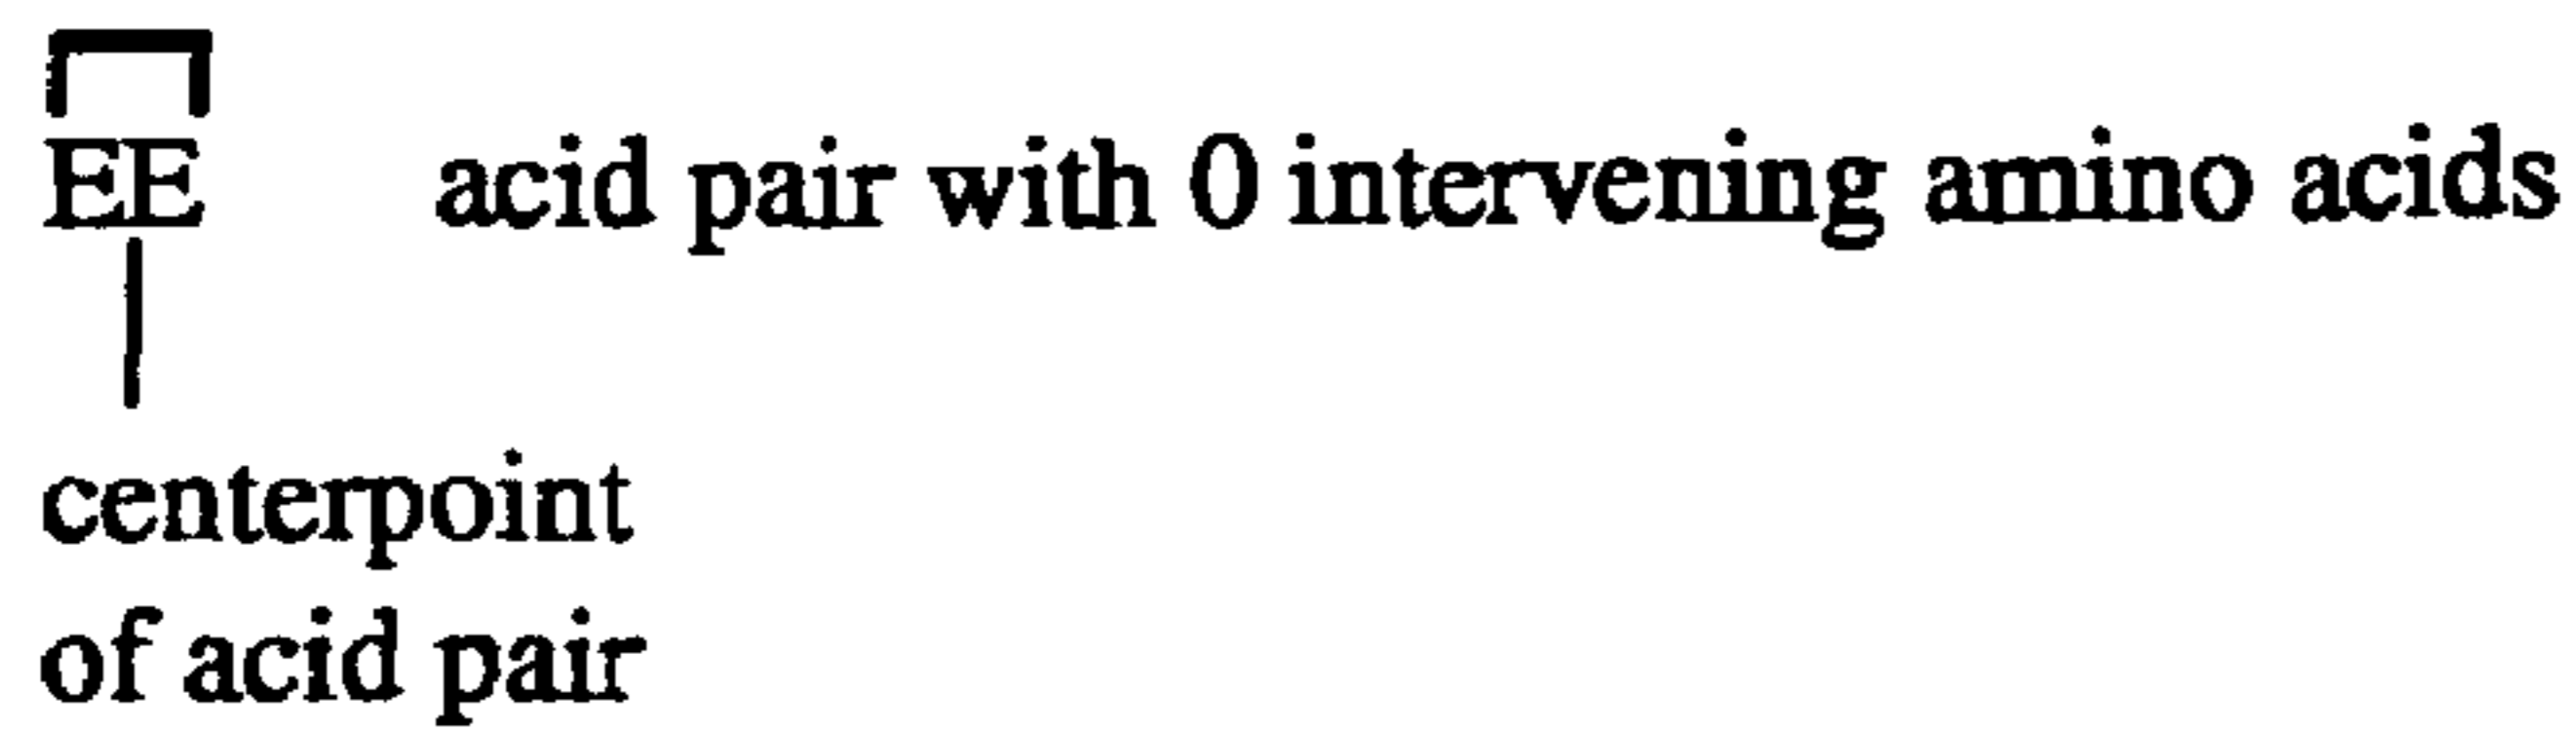 EE acid pair with 0 intervening amino acids
centerpoint
of acid pair